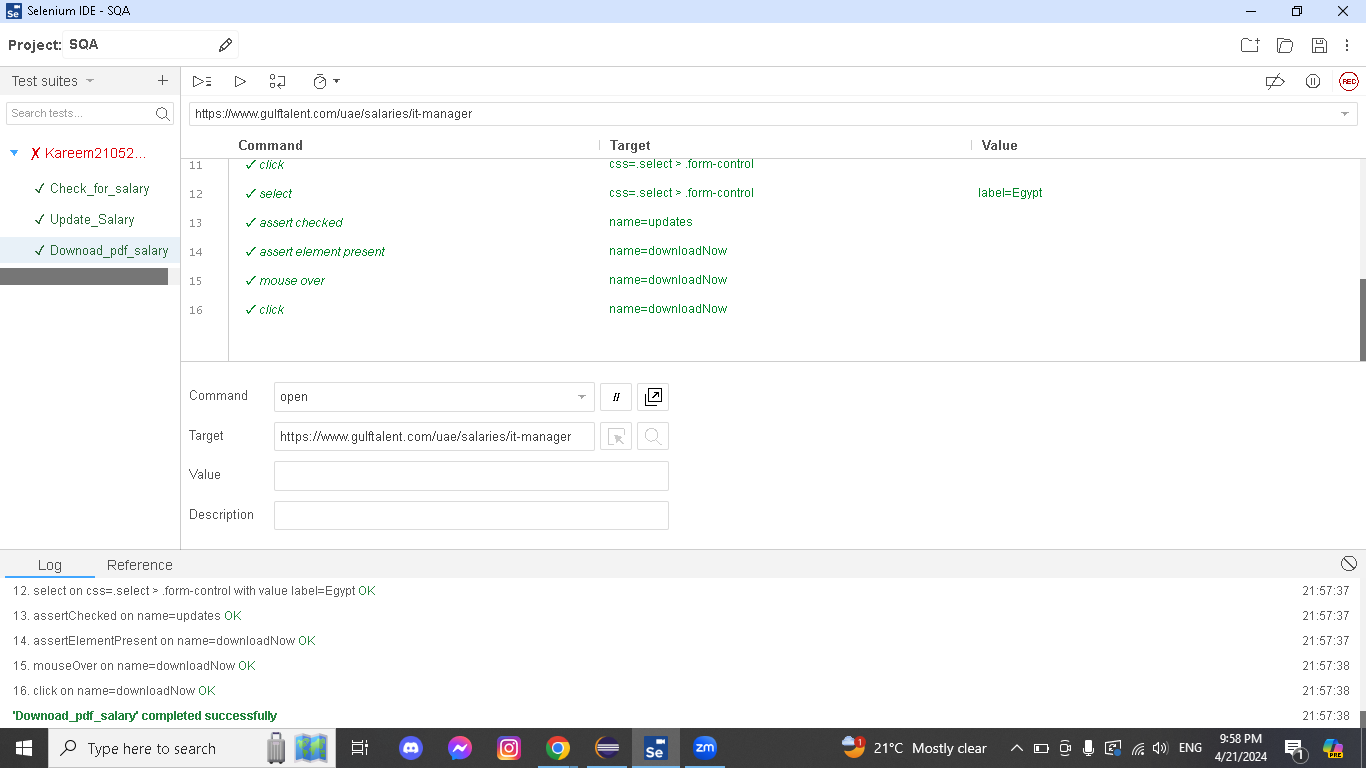 Selenium IDE - SQA
Project: SQA
Test suites
Search tests...
Kareem21052...
Check_for_salary
Update_Salary
Downoad_pdf_salary
https://www.gulftalent.com/uae/salaries/it-manager
Command Target Value
11 ✓ click css=.select > .form-control
12 ✓ select css=.select > .form-control label=Egypt
13 ✓ assert checked name=updates
14 ✓ assert element present name=downloadNow
15 ✓ mouse over name=downloadNow
16 ✓ click name=downloadNow
Command open //
Target https://www.gulftalent.com/uae/salaries/it-manager
Value
Description
Log Reference
12. select on css=.select > .form-control with value label=Egypt OK 21:57:37
13. assertChecked on name=updates OK 21:57:37
14. assertElementPresent on name=downloadNow OK 21:57:37
15. mouseOver on name=downloadNow OK 21:57:38
16. click on name=downloadNow OK 21:57:38
'Downoad_pdf_salary' completed successfully 21:57:38
REC
Type here to search
Se
zm
1
21°C Mostly clear
ENG
9:58 PM
4/21/2024
1
PRE